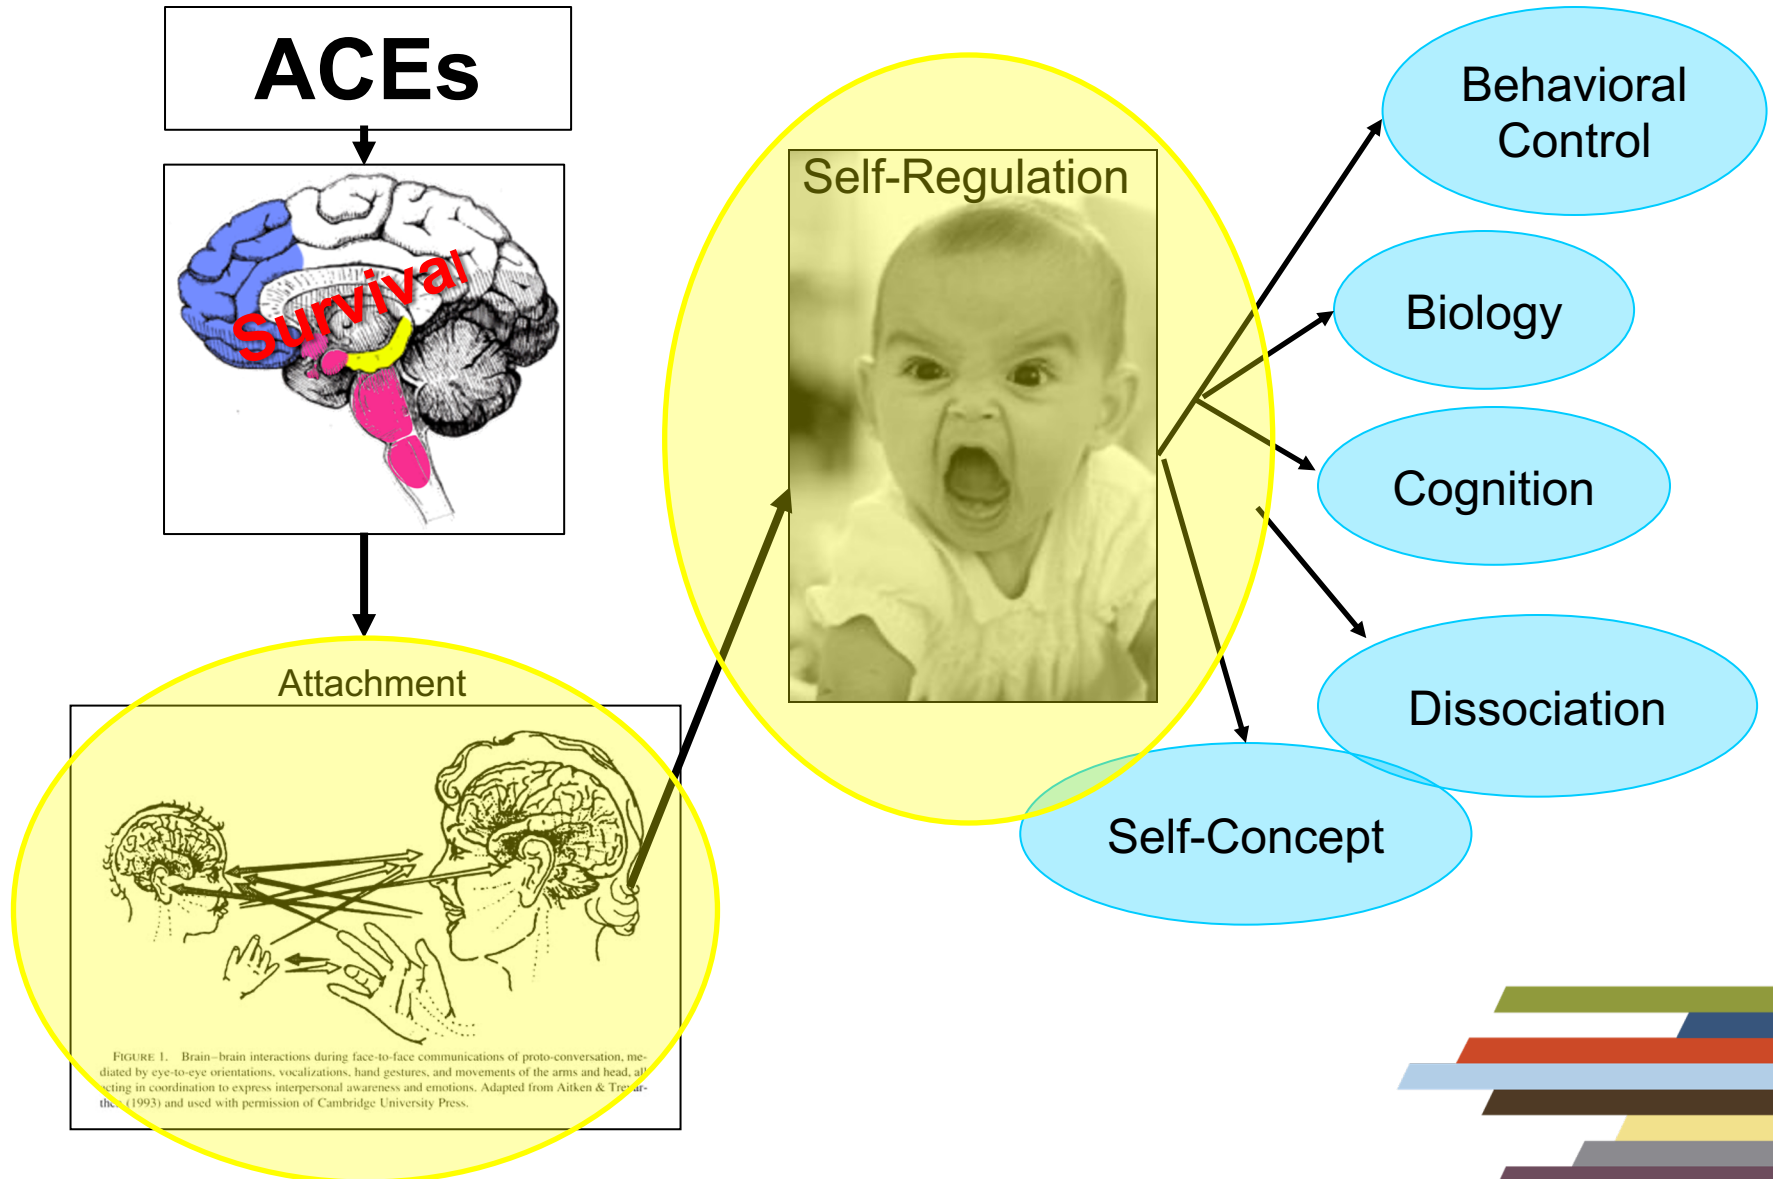 ACEs
Survival
Attachment
FIGURE 1. Brain–brain interactions during face-to-face communications of proto-conversation, me-
diated by eye-to-eye orientations, vocalizations, hand gestures, and movements of the arms and head, all
acting in coordination to express interpersonal awareness and emotions. Adapted from Aitken & Trevar-
then (1993) and used with permission of Cambridge University Press.
Self-Regulation
Behavioral
Control
Biology
Cognition
Dissociation
Self-Concept